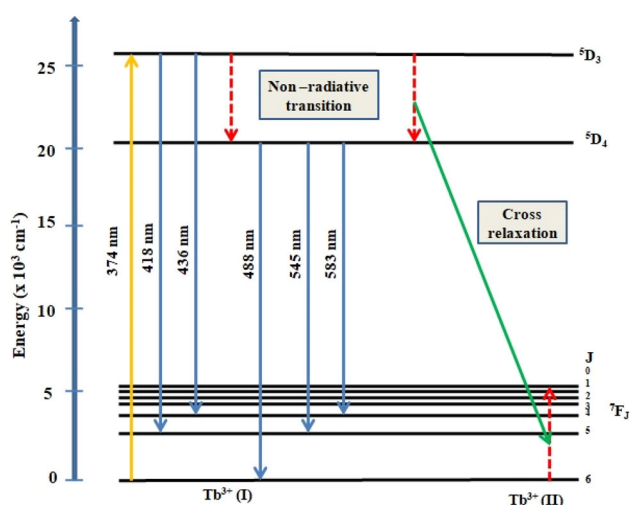 25
20
15
10
5
0
Energy (x 10³ cm⁻¹)
374 nm
418 nm
436 nm
488 nm
545 nm
583 nm
Non –radiative
transition
Cross
relaxation
⁵D₃
⁵D₄
J
0
1
2
3
4
5
6
⁷F_J
Tb³⁺ (I)
Tb³⁺ (II)